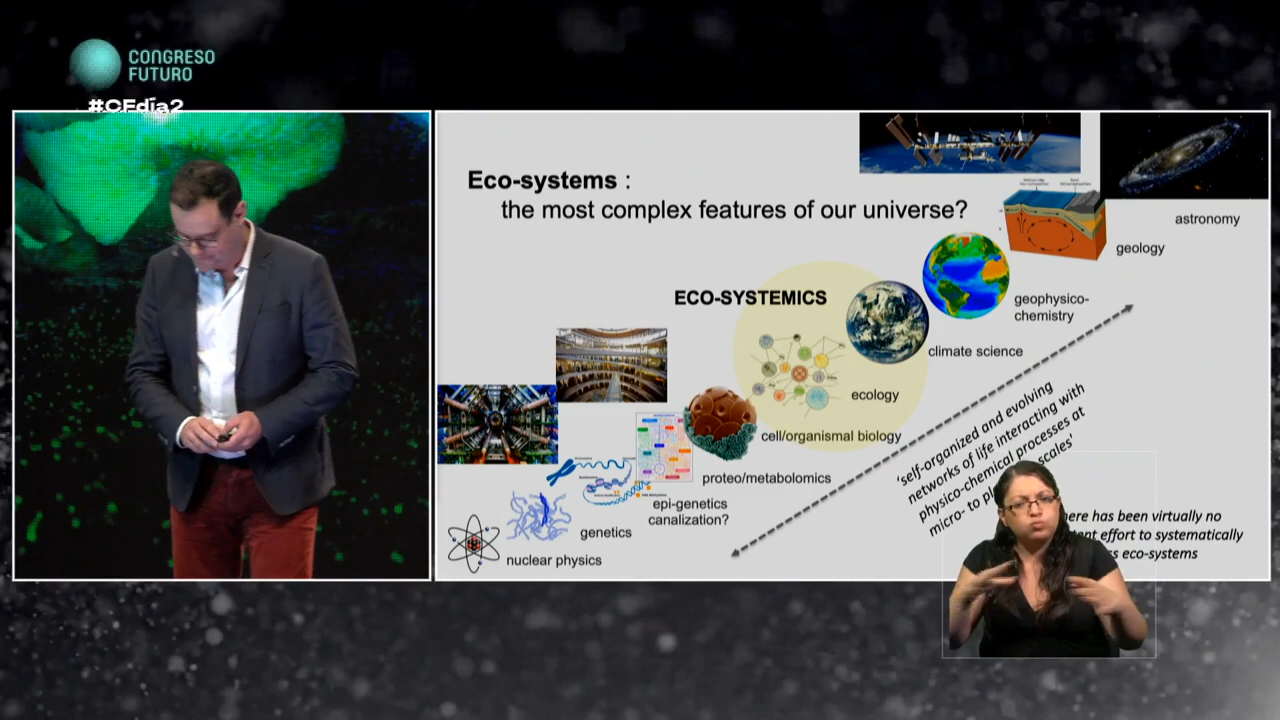 CONGRESO
FUTURO
#CFdía2
Eco-systems :
the most complex features of our universe?
astronomy
geology
ECO-SYSTEMICS
geophysico-
chemistry
climate science
ecology
cell/organismal biology
proteo/metabolomics
epi-genetics
canalization?
genetics
nuclear physics
'self-organized and evolving
networks of life interacting with
physico-chemical processes at
micro- to scales'
here has been virtually no
effort to systematically
eco-systems